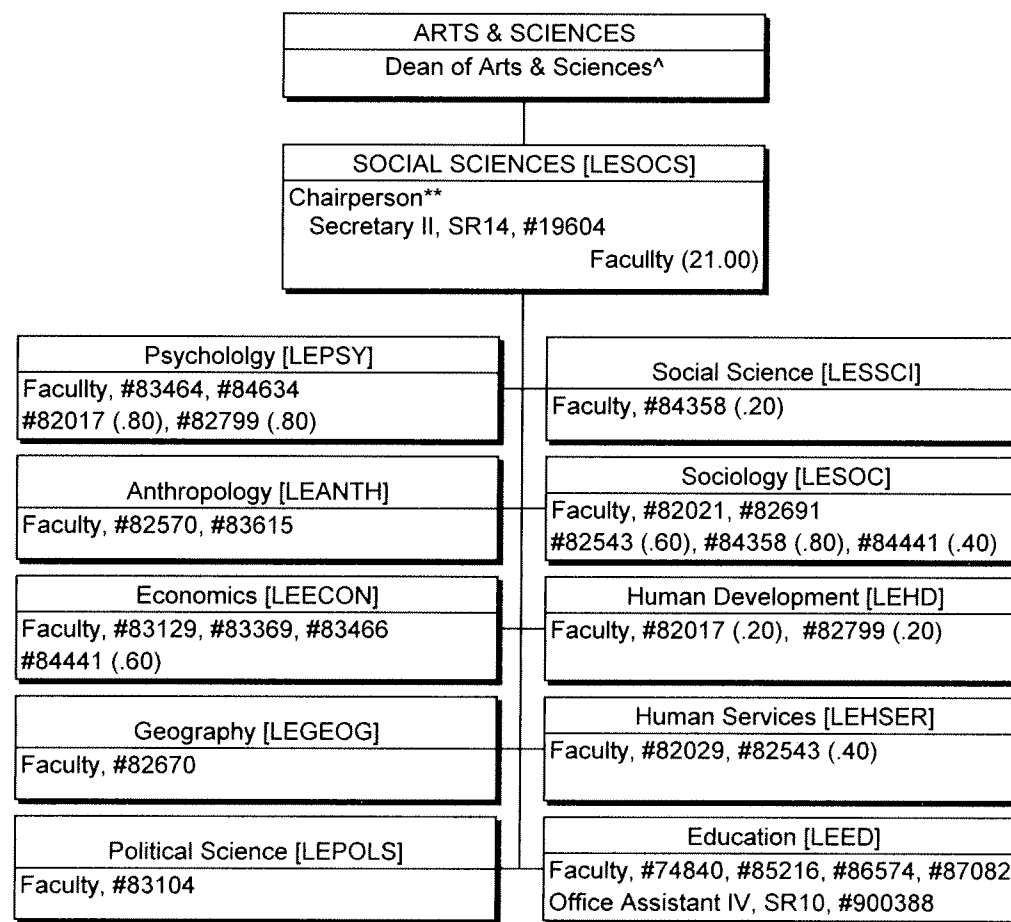 ARTS & SCIENCES
Dean of Arts & Sciences^
SOCIAL SCIENCES [LESOCS]
Chairperson**
Secretary II, SR14, #19604
Facullty (21.00)
Psychololgy [LEPSY]
Facullty, #83464, #84634
#82017 (.80), #82799 (.80)
Social Science [LESSCI]
Faculty, #84358 (.20)
Anthropology [LEANTH]
Faculty, #82570, #83615
Sociology [LESOC]
Faculty, #82021, #82691
#82543 (.60), #84358 (.80), #84441 (.40)
Economics [LEECON]
Faculty, #83129, #83369, #83466
#84441 (.60)
Human Development [LEHD]
Faculty, #82017 (.20), #82799 (.20)
Geography [LEGEOG]
Faculty, #82670
Human Services [LEHSER]
Faculty, #82029, #82543 (.40)
Political Science [LEPOLS]
Faculty, #83104
Education [LEED]
Faculty, #74840, #85216, #86574, #87082
Office Assistant IV, SR10, #900388